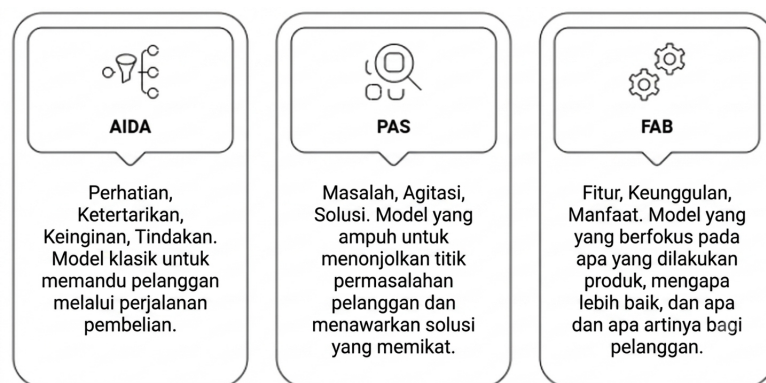 AIDA
Perhatian,
Ketertarikan,
Keinginan, Tindakan.
Model klasik untuk
memandu pelanggan
melalui perjalanan
pembelian.
PAS
Masalah, Agitasi,
Solusi. Model yang
ampuh untuk
menonjolkan titik
permasalahan
pelanggan dan
menawarkan solusi
yang memikat.
FAB
Fitur, Keunggulan,
Manfaat. Model yang
yang berfokus pada
apa yang dilakukan
produk, mengapa
lebih baik, dan apa
dan apa artinya bagi
pelanggan.